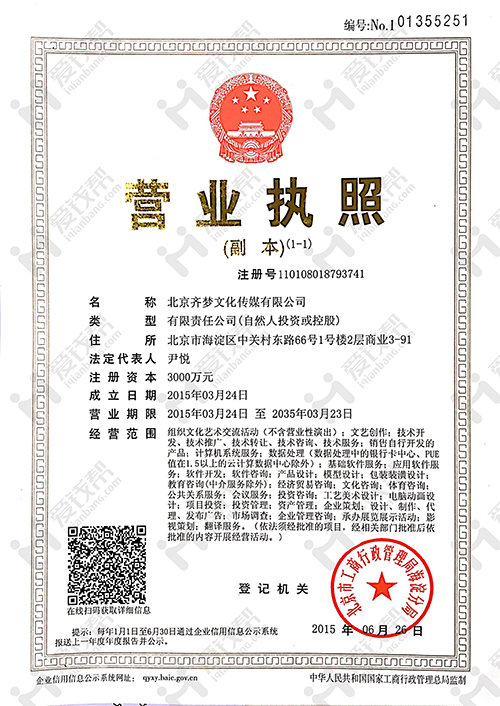 编号:No.1 01355251
营业执照
(副 本)(1-1)
注册号110108018793741
名 称 北京齐梦文化传媒有限公司
类 型 有限责任公司(自然人投资或控股)
住 所 北京市海淀区中关村东路66号1号楼2层商业3-91
法定代表人 尹悦
注册资本 3000万元
成立日期 2015年03月24日
营业期限 2015年03月24日 至 2035年03月23日
经营范围 组织文化艺术交流活动（不含营业性演出）；文艺创作；技术开
发、技术推广、技术转让、技术咨询、技术服务；销售自行开发的
产品；计算机系统服务；数据处理（数据处理中的银行卡中心、PUE
值在1.5以上的云计算数据中心除外）；基础软件服务；应用软件服
务；软件开发；软件咨询；产品设计；模型设计；包装装潢设计；
教育咨询(中介服务除外)；经济贸易咨询；文化咨询；体育咨询；
公共关系服务；会议服务；投资咨询；工艺美术设计；电脑动画设
计；项目投资；投资管理；资产管理；企业策划；设计、制作、代
理、发布广告；市场调查；企业管理咨询；承办展览展示活动；影
视策划；翻译服务。（依法须经批准的项目，经相关部门批准后依
批准的内容开展经营活动。）
在线扫码获取详细信息
登记机关
北京市工商行政管理局海淀分局
2015 年 06 月 26 日
提示：每年1月1日至6月30日通过企业信用信息公示系统
报送上一年度年度报告并公示。
企业信用信息公示系统网址： qyxy.baic.gov.cn
中华人民共和国国家工商行政管理总局监制
爱找帮
inlanbang.com